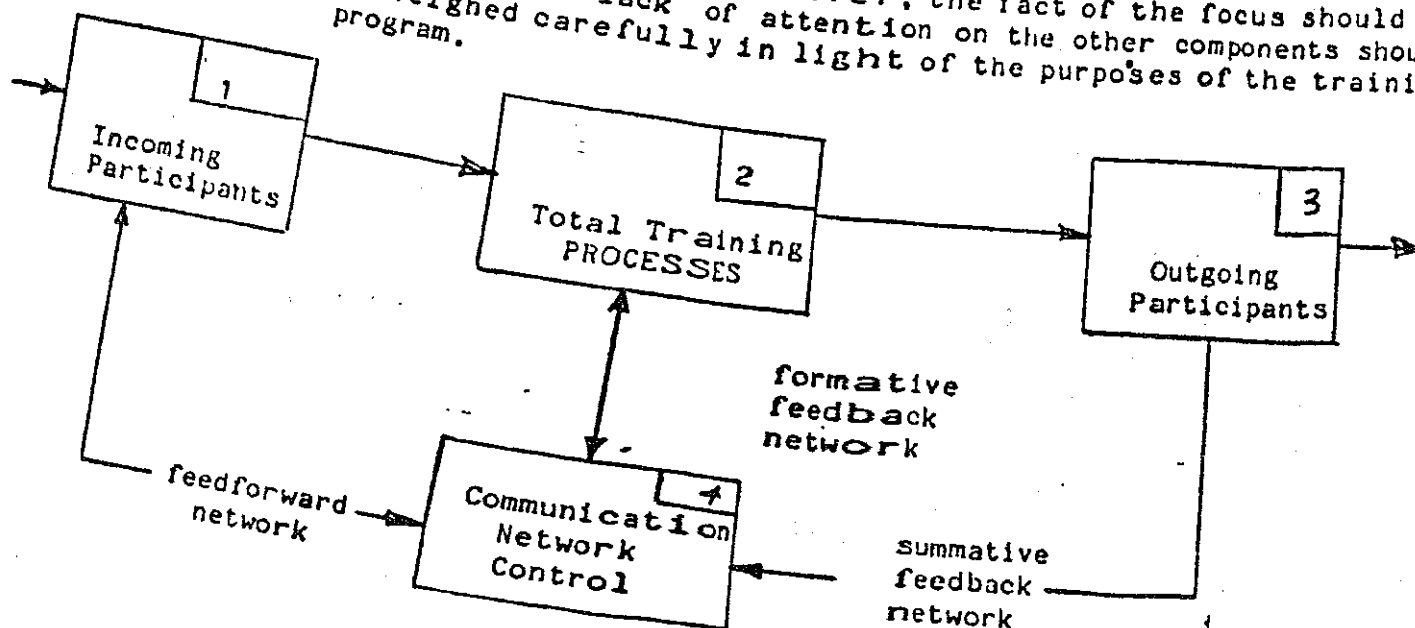 of attention on the other components
weighed carefully in light of the purposes of the
program.
1
Incoming
Participants
2
Total Training
PROCESSES
3
Outgoing
Participants
formative
feedback
network
feedforward
network
4
Communication
Network
Control
summative
feedback
network